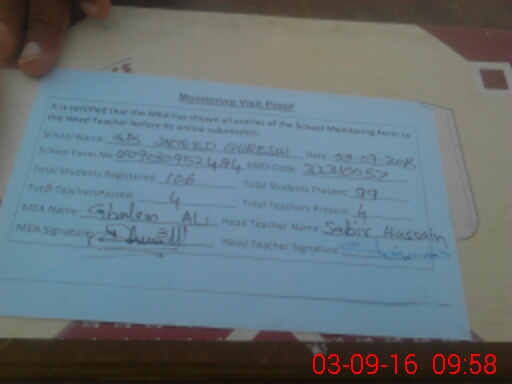 Monitoring Visit Proof
It is certified that the MEA has shown all entries of the School Monitoring Form to
the Head Teacher before its online submission.
School Name GPS JADEED QURESHI Date 03-09-2016
School Form No EMIS Code: 32310057
Total Students Registered: 106 Total Students Present: 99
Total Teachers Posted: 4 Total Teachers Present: 4
MEA Name: Ghulam ALI Head Teacher Name Sabir Hussain
MEA Signature: Head Teacher Signature
03-09-16 09:58